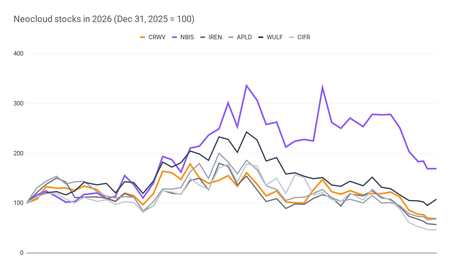 Neocloud stocks in 2026 (Dec 31, 2025 = 100)
CRWV NBIS IREN APLD WULF CIFR
400
300
200
100
0